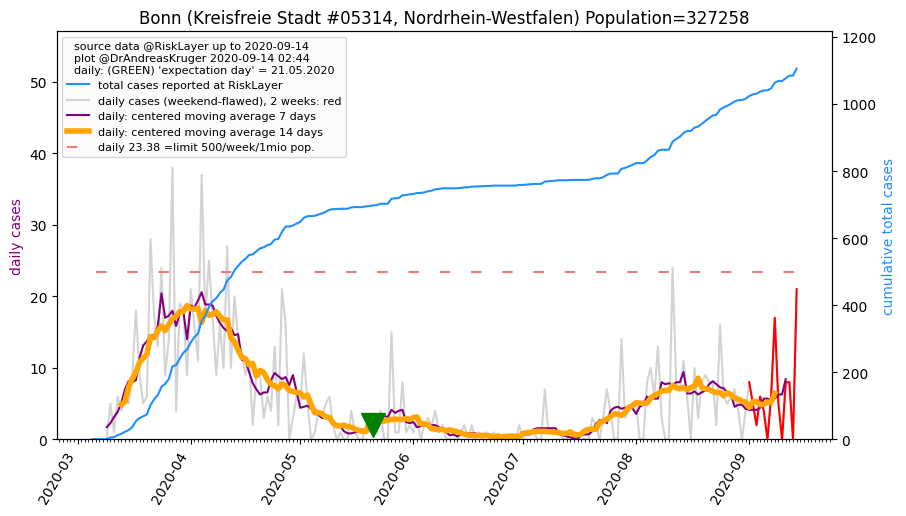 Bonn (Kreisfreie Stadt #05314, Nordrhein-Westfalen) Population=327258
source data @RiskLayer up to 2020-09-14
plot @DrAndreasKruger 2020-09-14 02:44
daily: (GREEN) 'expectation day' = 21.05.2020
total cases reported at RiskLayer
daily cases (weekend-flawed), 2 weeks: red
daily: centered moving average 7 days
daily: centered moving average 14 days
daily 23.38 =limit 500/week/1mio pop.
daily cases
50
40
30
20
10
0
cumulative total cases
1200
1000
800
600
400
200
0
2020-03
2020-04
2020-05
2020-06
2020-07
2020-08
2020-09